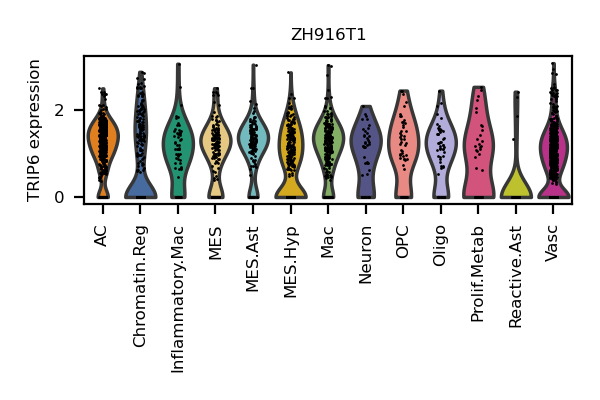 ZH916T1
TRIP6 expression
2
0
AC
Chromatin.Reg
Inflammatory.Mac
MES
MES.Ast
MES.Hyp
Mac
Neuron
OPC
Oligo
Prolif.Metab
Reactive.Ast
Vasc